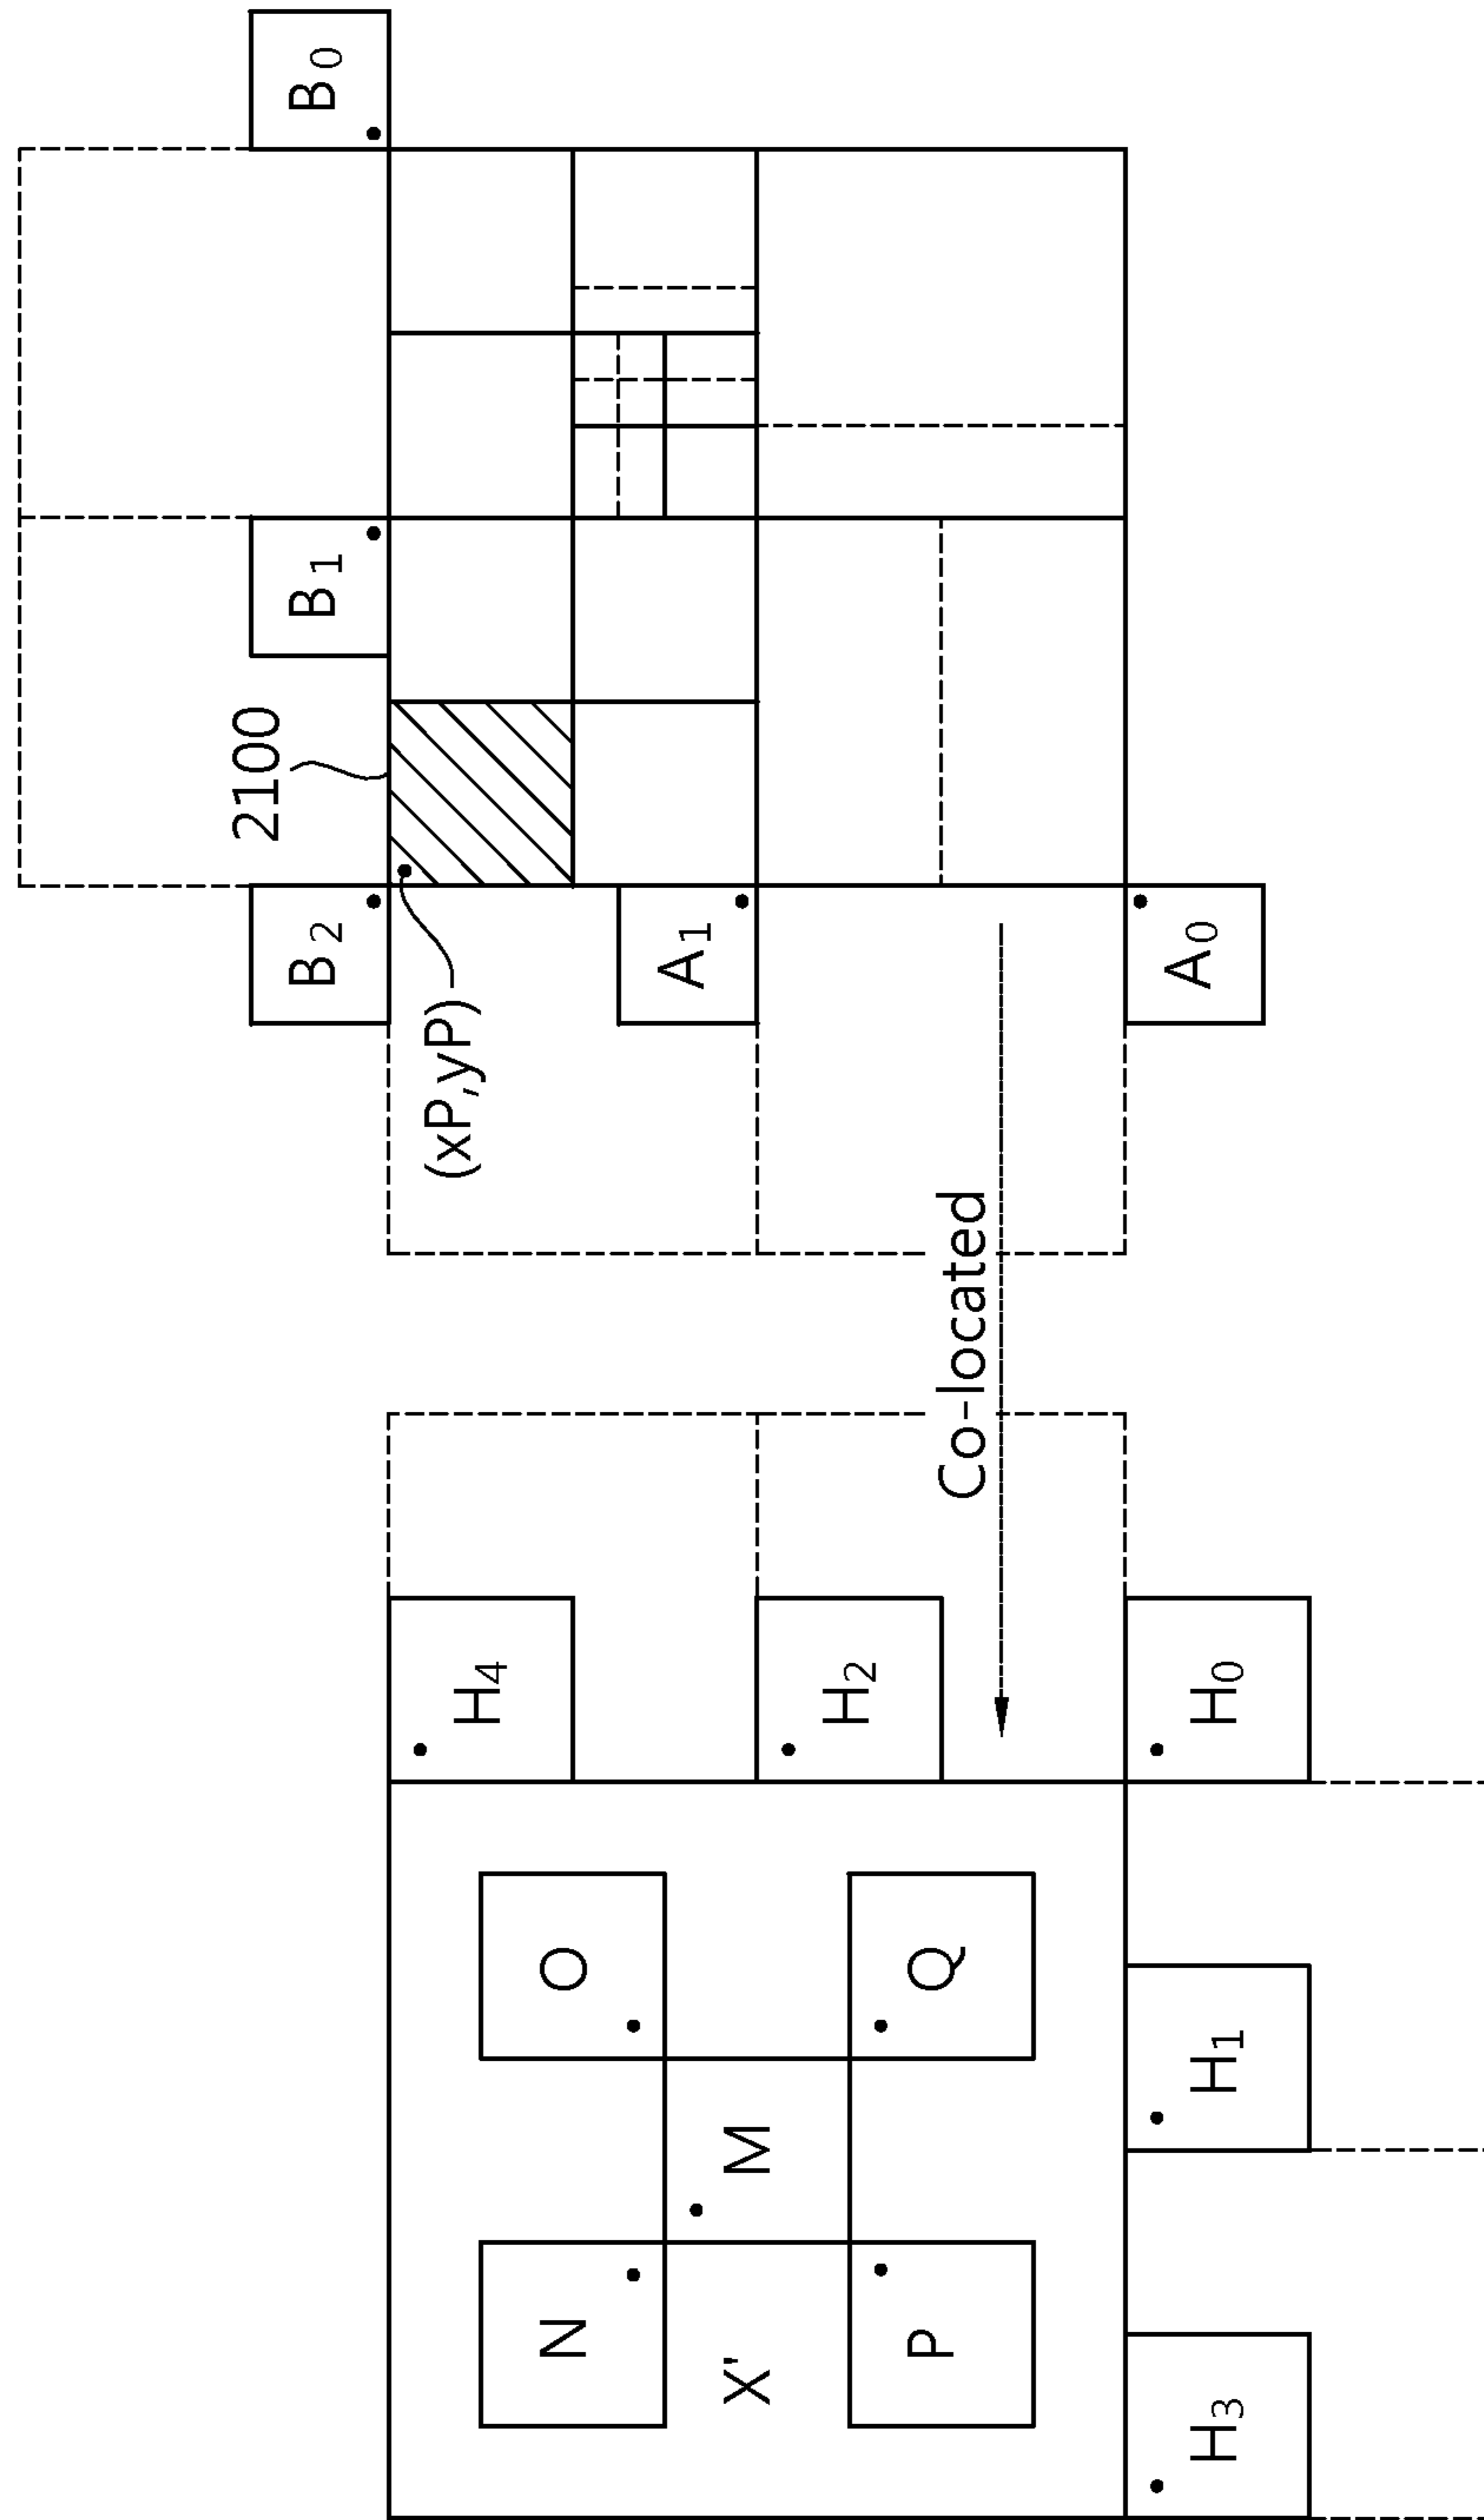 2100
B2
B1
B0
H4
(xP,yP)
N
O
A1
X'
M
H2
P
Q
Co-located
H3
H1
H0
A0